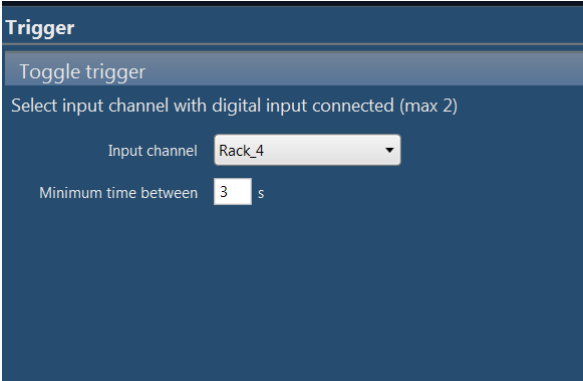 Trigger
Toggle trigger
Select input channel with digital input connected (max 2)
Input channel Rack_4
Minimum time between 3 s